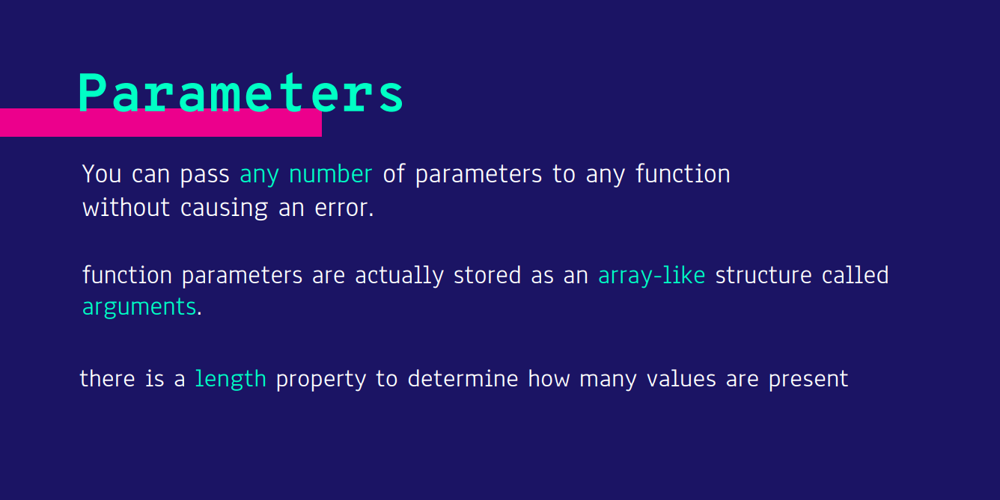 Parameters
You can pass any number of parameters to any function
without causing an error.
function parameters are actually stored as an array-like structure called
arguments.
there is a length property to determine how many values are present